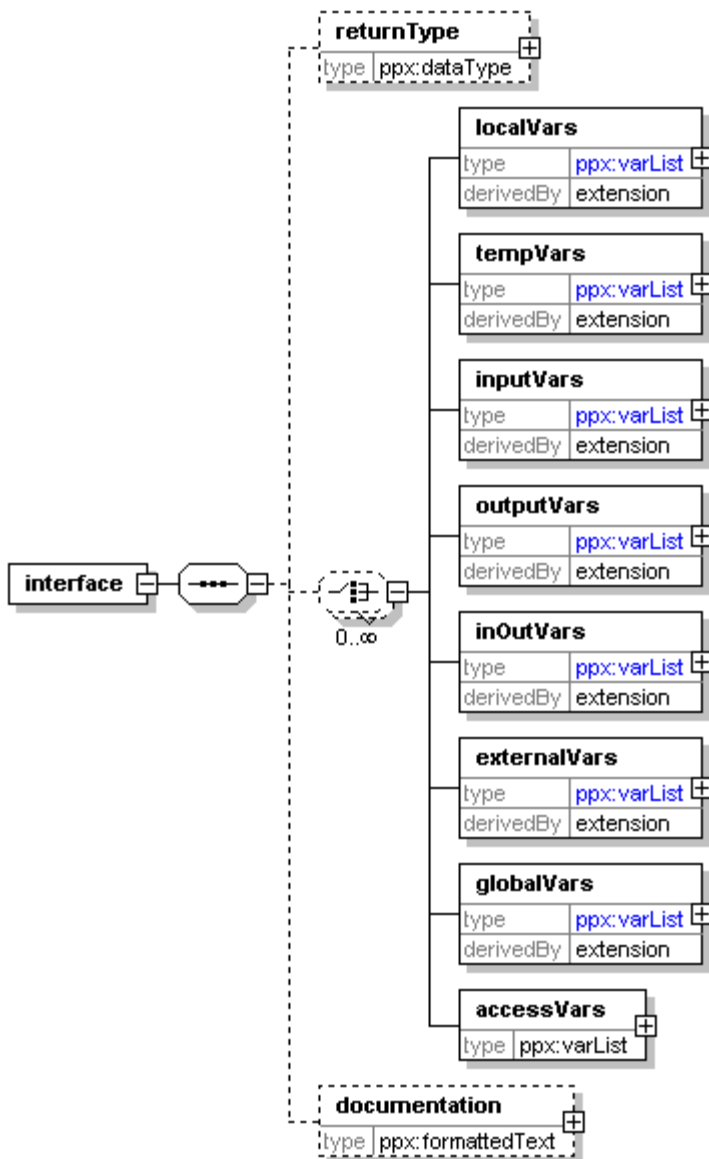 returnType
type ppx:dataType
localVars
type ppx:varList
derivedBy extension
tempVars
type ppx:varList
derivedBy extension
inputVars
type ppx:varList
derivedBy extension
outputVars
type ppx:varList
derivedBy extension
interface
0..∞
inOutVars
type ppx:varList
derivedBy extension
externalVars
type ppx:varList
derivedBy extension
globalVars
type ppx:varList
derivedBy extension
accessVars
type ppx:varList
documentation
type ppx:formattedText